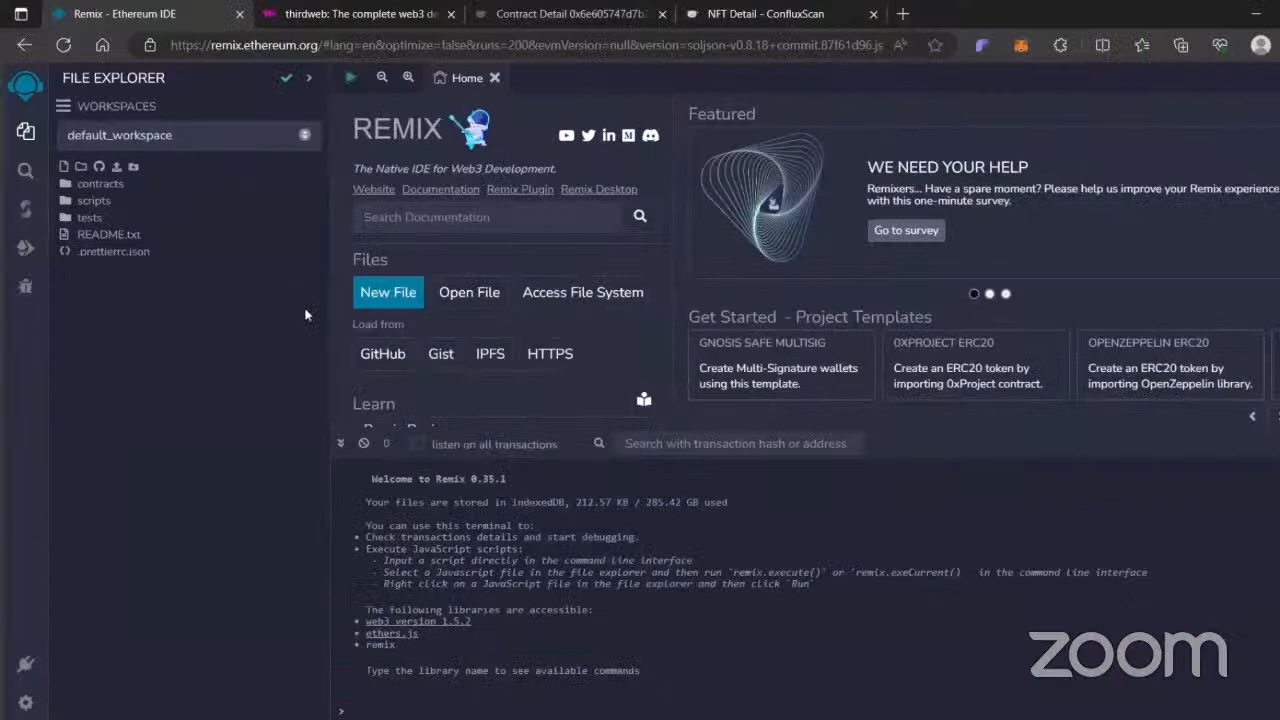 Remix - Ethereum IDE
thirdweb: The complete web3 de
Contract Detail 0x6e605747d7b
NFT Detail - ConfluxScan
https://remix.ethereum.org/#lang=en&optimize=false&runs=200&evmVersion=null&version=soljson-v0.8.18+commit.87f61d96.js
FILE EXPLORER
Home
WORKSPACES
default_workspace
contracts
scripts
tests
README.txt
.prettierrc.json
REMIX
The Native IDE for Web3 Development.
Website Documentation Remix Plugin Remix Desktop
Search Documentation
Files
New File Open File Access File System
Load from
GitHub Gist IPFS HTTPS
Learn
Featured
WE NEED YOUR HELP
Remixers... Have a spare moment? Please help us improve your Remix experience
with this one-minute survey.
Go to survey
Get Started - Project Templates
GNOSIS SAFE MULTISIG
Create Multi-Signature wallets
using this template.
0XPROJECT ERC20
Create an ERC20 token by
importing 0xProject contract.
OPENZEPPELIN ERC20
Create an ERC20 token by
importing OpenZeppelin library.
0 listen on all transactions Search with transaction hash or address
Welcome to Remix 0.35.1
Your files are stored in indexedDB, 212.57 KB / 285.42 GB used
You can use this terminal to:
• Check transactions details and start debugging.
• Execute JavaScript scripts:
- Input a script directly in the command line interface
- Select a Javascript file in the file explorer and then run `remix.execute()` or `remix.exeCurrent() in the command line interface
- Right click on a JavaScript file in the file explorer and then click `Run`
The following libraries are accessible:
• web3 version 1.5.2
• ethers.js
• remix
Type the library name to see available commands
>
zoom